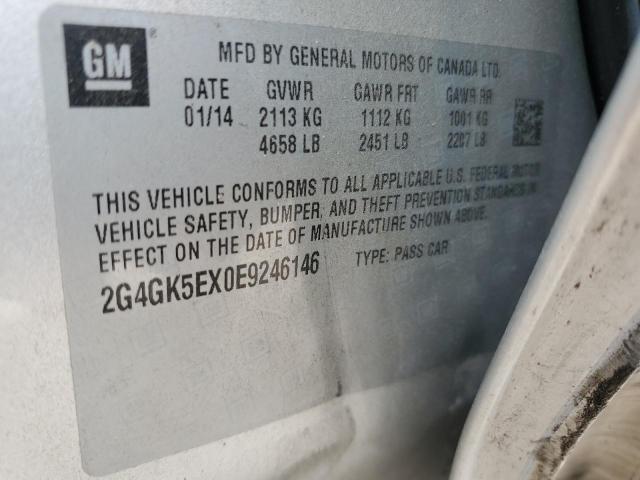 GM ®
MFD BY GENERAL MOTORS OF CANADA LTD.
DATE GVWR GAWR FRT GAWR RR
01/14 2113 KG 1112 KG 1001 KG
4658 LB 2451 LB 2207 LB
THIS VEHICLE CONFORMS TO ALL APPLICABLE U.S. FEDERAL MOTOR
VEHICLE SAFETY, BUMPER, AND THEFT PREVENTION STANDARDS IN
EFFECT ON THE DATE OF MANUFACTURE SHOWN ABOVE.
2G4GK5EX0E9246146 TYPE: PASS CAR